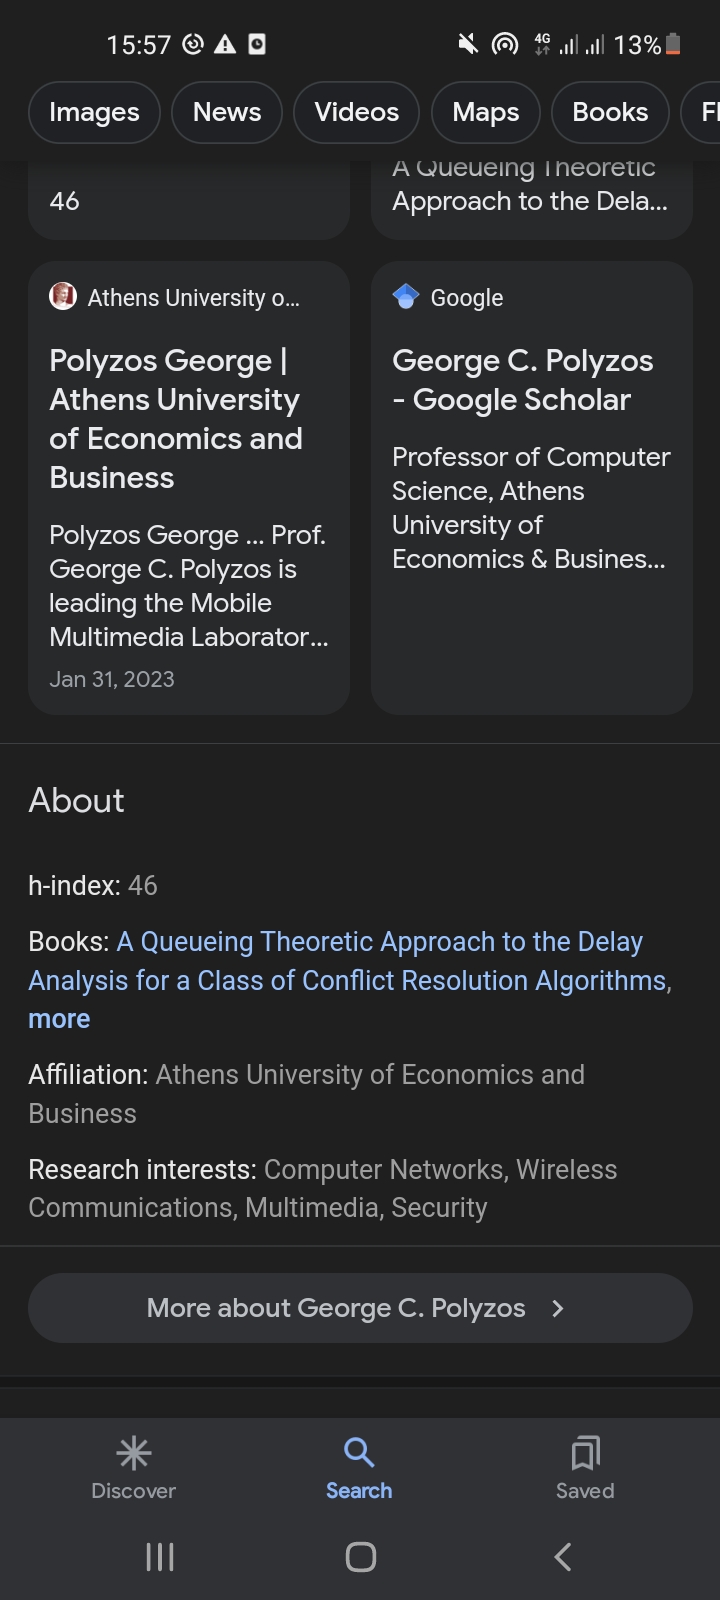 15:57
4G
13%
Images
News
Videos
Maps
Books
46
A Queueing Theoretic
Approach to the Dela...
Athens University o...
Polyzos George |
Athens University
of Economics and
Business
Polyzos George ... Prof.
George C. Polyzos is
leading the Mobile
Multimedia Laborator...
Jan 31, 2023
Google
George C. Polyzos
- Google Scholar
Professor of Computer
Science, Athens
University of
Economics & Busines...
About
h-index: 46
Books: A Queueing Theoretic Approach to the Delay
Analysis for a Class of Conflict Resolution Algorithms,
more
Affiliation: Athens University of Economics and
Business
Research interests: Computer Networks, Wireless
Communications, Multimedia, Security
More about George C. Polyzos
Discover
Search
Saved